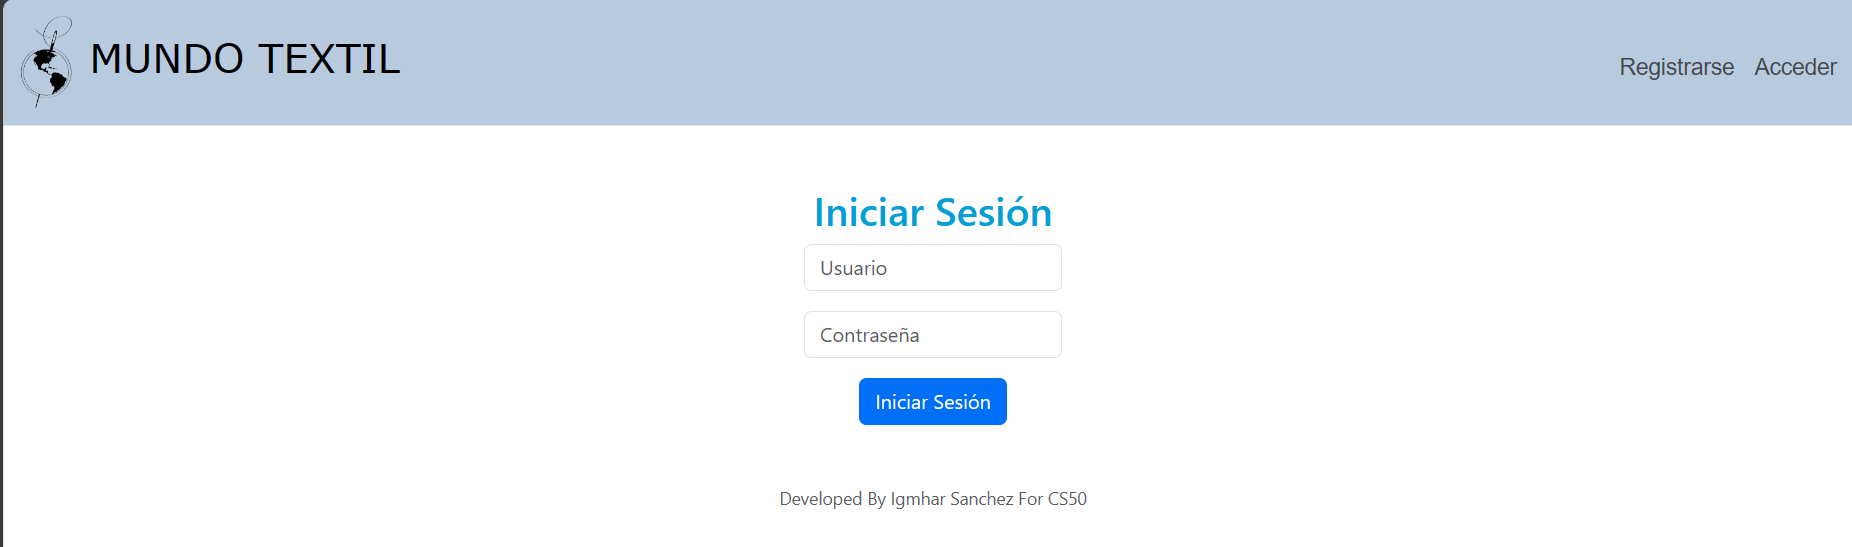 MUNDO TEXTIL
Registrarse Acceder
Iniciar Sesión
Usuario
Contraseña
Iniciar Sesión
Developed By Igmhar Sanchez For CS50